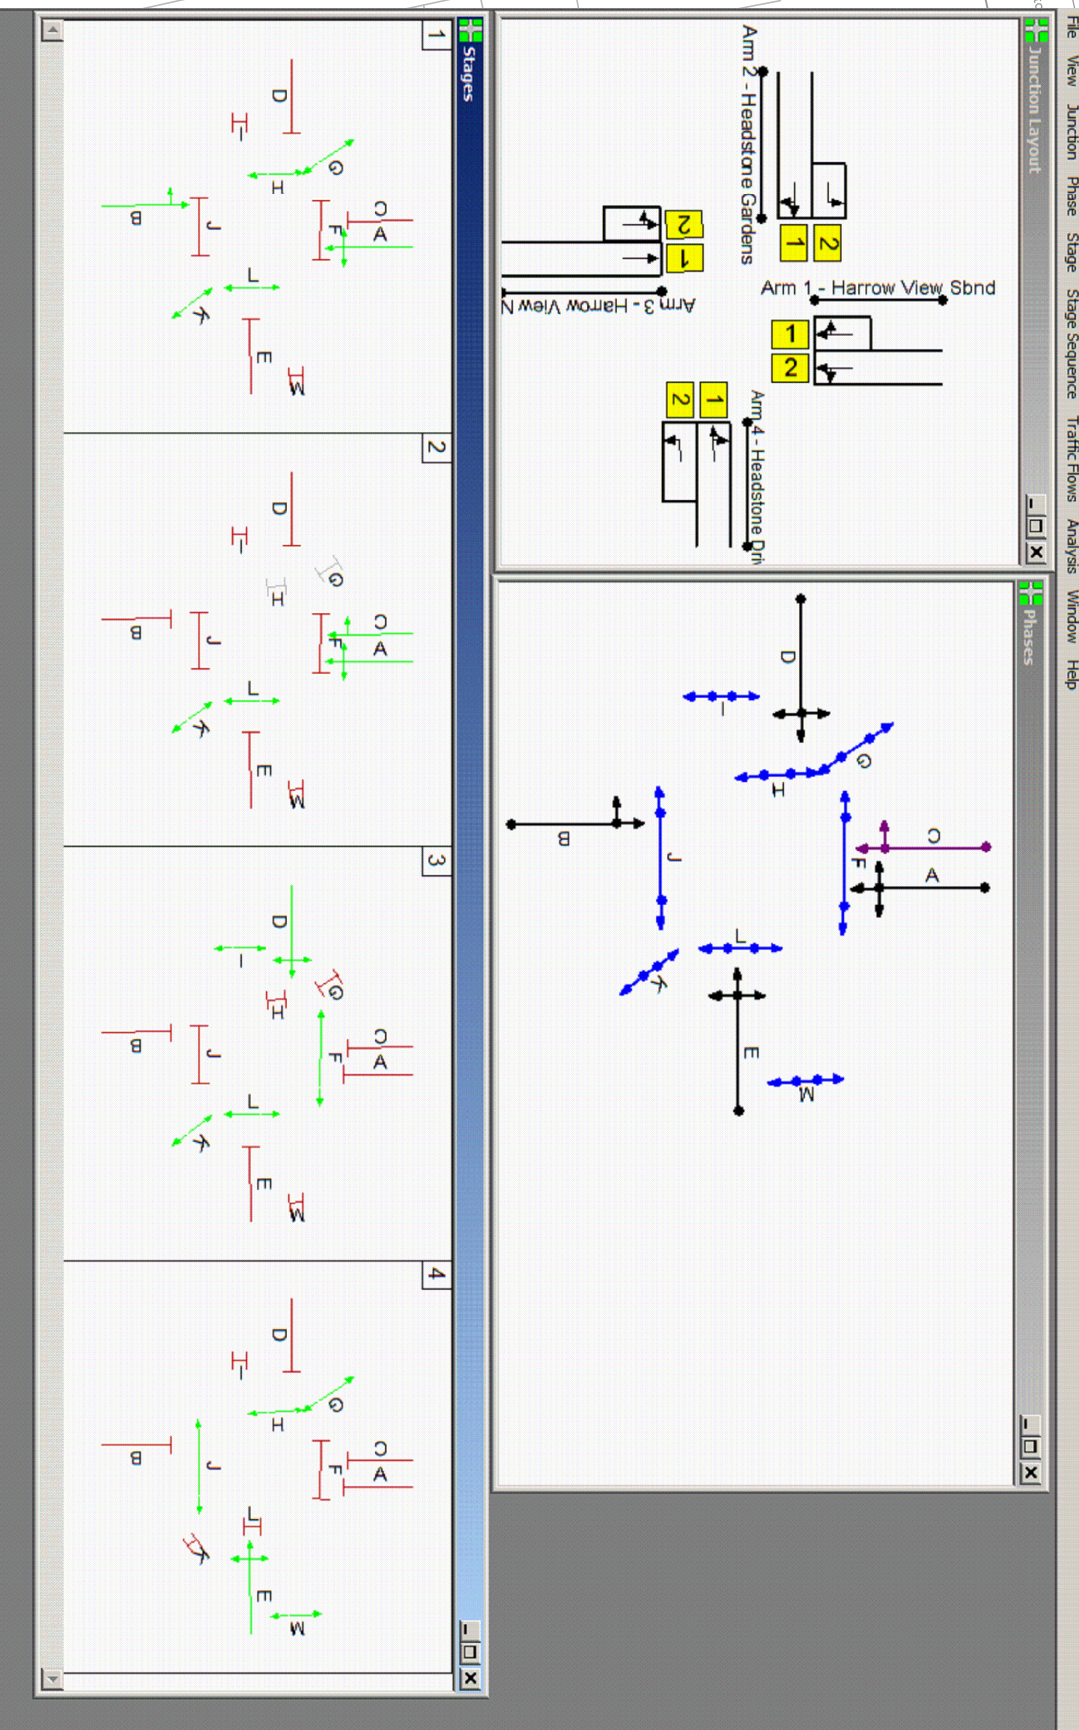 File View Junction Phase Stage Stage Sequence Traffic Flows Analysis Window Help
Junction Layout
Arm 1 - Harrow View Sbnd
1
2
Arm 2 - Headstone Gardens
1
2
Arm 3 - Harrow View N
1
2
Arm 4 - Headstone Driv
1
2
Phases
A
B
C
D
E
F
G
H
I
J
K
L
M
Stages
1
A
B
C
D
E
F
G
H
I
J
K
L
M
2
A
B
C
D
E
F
G
H
I
J
K
L
M
3
A
B
C
D
E
F
G
H
I
J
K
L
M
4
A
B
C
D
E
F
G
H
I
J
K
L
M